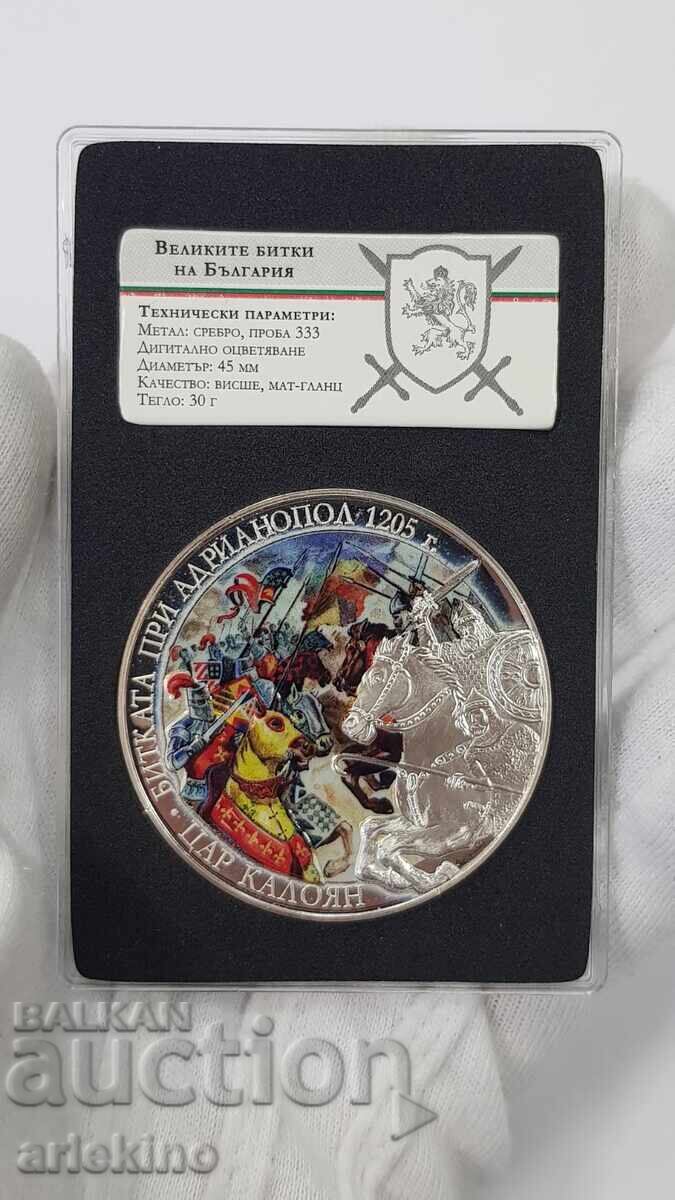 Великите битки
на България
Технически параметри:
Метал: сребро, проба 333
Дигитално оцветяване
Диаметър: 45 мм
Качество: висше, мат-гланц
Тегло: 30 г
БИТКАТА ПРИ АДРИАНОПОЛ 1205 г.
• ЦАР КАЛОЯН
BALKAN
auction
arlekino